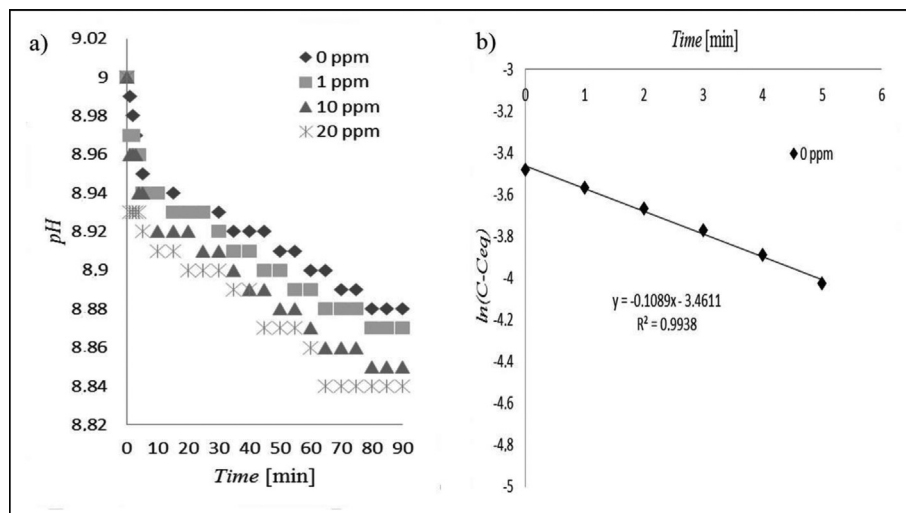 a)
9.02
9
8.98
8.96
8.94
8.92
8.9
8.88
8.86
8.84
8.82
pH
0 ppm
1 ppm
10 ppm
20 ppm
0 10 20 30 40 50 60 70 80 90
Time [min]
b)
Time [min]
0 1 2 3 4 5 6
-3
-3.2
-3.4
-3.6
-3.8
-4
-4.2
-4.4
-4.6
-4.8
-5
ln(C-Ceq)
0 ppm
y = -0.1089x - 3.4611
R² = 0.9938